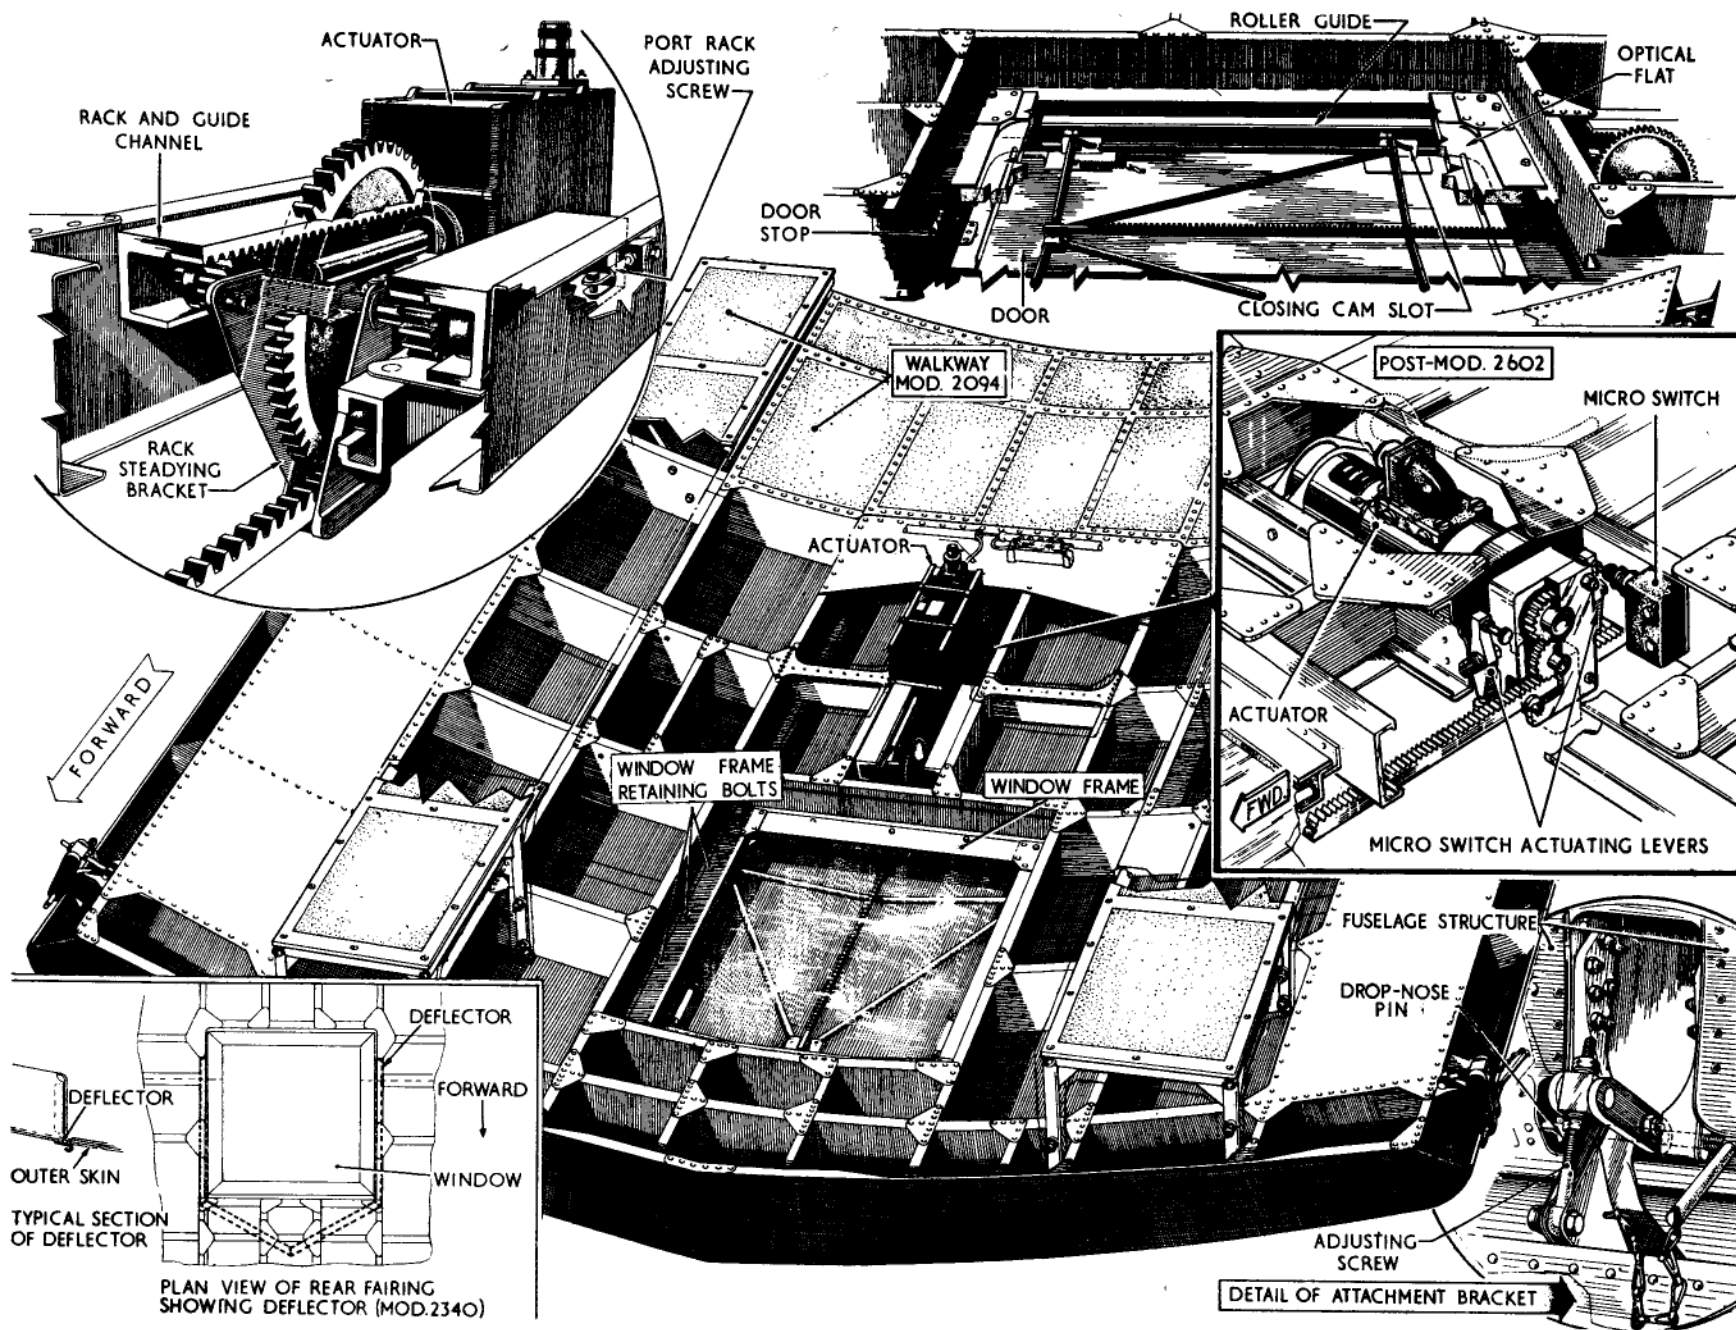 ACTUATOR
PORT RACK
ADJUSTING
SCREW
RACK AND GUIDE
CHANNEL
RACK
STEADYING
BRACKET
ROLLER GUIDE
OPTICAL
FLAT
DOOR
STOP
DOOR
CLOSING CAM SLOT
WALKWAY
MOD. 2094
POST-MOD. 2602
MICRO SWITCH
ACTUATOR
FWD.
MICRO SWITCH ACTUATING LEVERS
ACTUATOR
FORWARD
WINDOW FRAME
RETAINING BOLTS
WINDOW FRAME
FUSELAGE STRUCTURE
DROP-NOSE
PIN
ADJUSTING
SCREW
DETAIL OF ATTACHMENT BRACKET
DEFLECTOR
DEFLECTOR
FORWARD
OUTER SKIN
WINDOW
TYPICAL SECTION
OF DEFLECTOR
PLAN VIEW OF REAR FAIRING
SHOWING DEFLECTOR (MOD.2340)